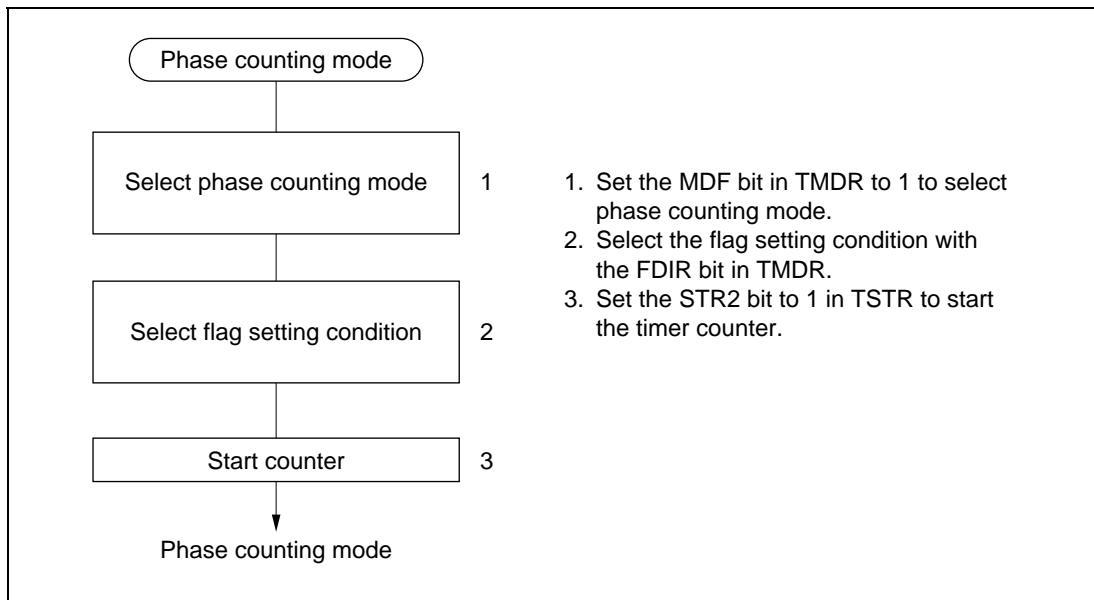 Phase counting mode
Select phase counting mode 1
Select flag setting condition 2
Start counter 3
Phase counting mode
1. Set the MDF bit in TMDR to 1 to select
phase counting mode.
2. Select the flag setting condition with
the FDIR bit in TMDR.
3. Set the STR2 bit to 1 in TSTR to start
the timer counter.